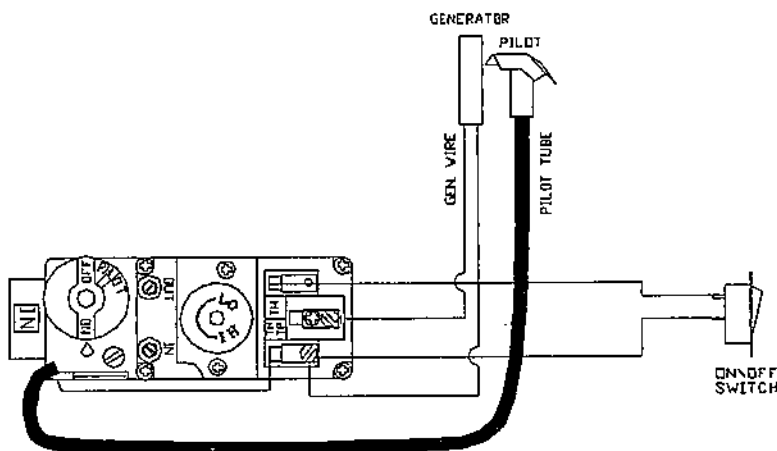 GENERATOR
PILOT
GEN. WIRE
PILOT TUBE
OFF
PILOT
ON
IN
OUT
IN
LO
HI
TH
TH
TP
ON\OFF
SWITCH